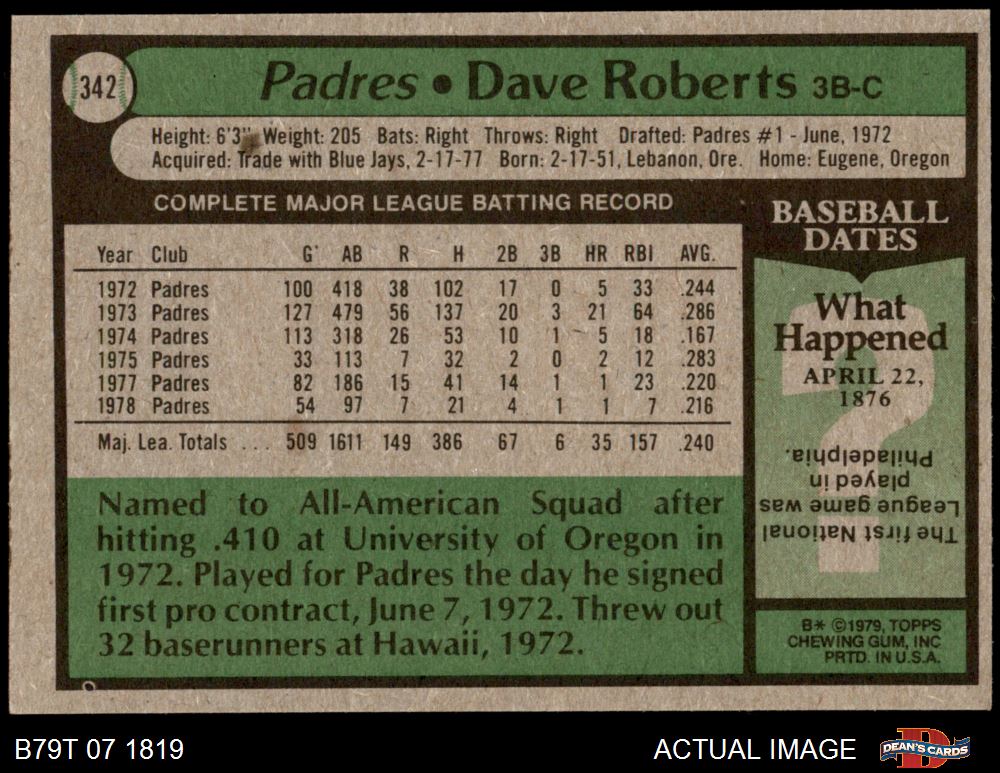 342
Padres • Dave Roberts 3B-C
Height: 6'3" Weight: 205 Bats: Right Throws: Right Drafted: Padres #1 - June, 1972
Acquired: Trade with Blue Jays, 2-17-77 Born: 2-17-51, Lebanon, Ore. Home: Eugene, Oregon
COMPLETE MAJOR LEAGUE BATTING RECORD
Year Club G AB R H 2B 3B HR RBI AVG.
1972 Padres 100 418 38 102 17 0 5 33 .244
1973 Padres 127 479 56 137 20 3 21 64 .286
1974 Padres 113 318 26 53 10 1 5 18 .167
1975 Padres 33 113 7 32 2 0 2 12 .283
1977 Padres 82 186 15 41 14 1 1 23 .220
1978 Padres 54 97 7 21 4 1 1 7 .216
Maj. Lea. Totals ... 509 1611 149 386 67 6 35 157 .240
Named to All-American Squad after
hitting .410 at University of Oregon in
1972. Played for Padres the day he signed
first pro contract, June 7, 1972. Threw out
32 baserunners at Hawaii, 1972.
BASEBALL
DATES
What
Happened
APRIL 22,
1876
?
The first National
League game was
played in
Philadelphia.
B* ©1979, TOPPS
CHEWING GUM, INC
PRTD. IN U.S.A.
B79T 07 1819
ACTUAL IMAGE
DEAN'S CARDS